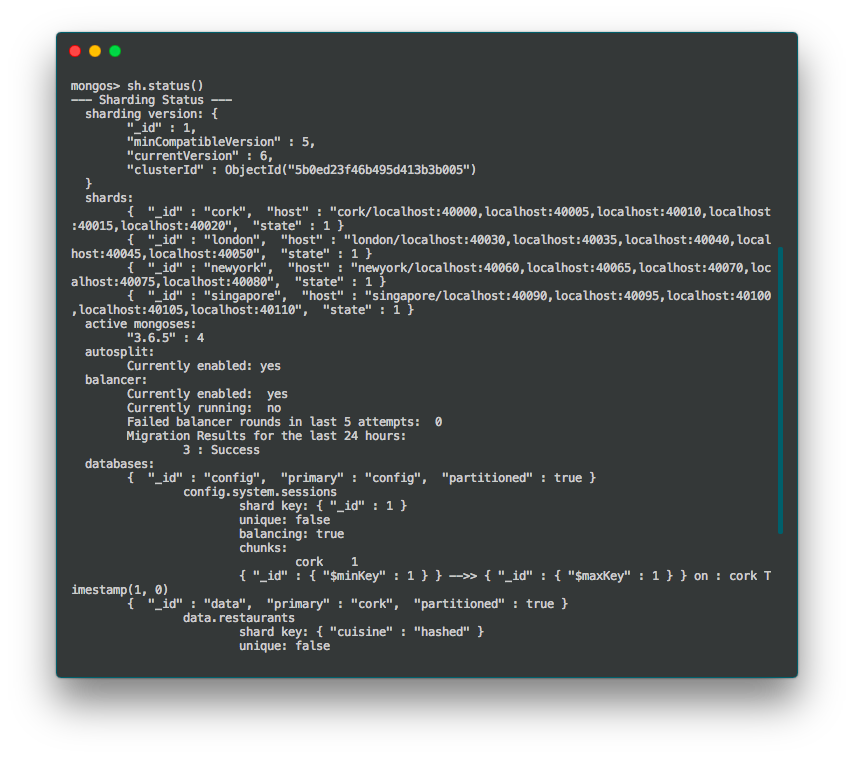 mongos> sh.status()
--- Sharding Status ---
  sharding version: {
        "_id" : 1,
        "minCompatibleVersion" : 5,
        "currentVersion" : 6,
        "clusterId" : ObjectId("5b0ed23f46b495d413b3b005")
  }
  shards:
        {  "_id" : "cork",  "host" : "cork/localhost:40000,localhost:40005,localhost:40010,localhost
:40015,localhost:40020",  "state" : 1 }
        {  "_id" : "london",  "host" : "london/localhost:40030,localhost:40035,localhost:40040,local
host:40045,localhost:40050",  "state" : 1 }
        {  "_id" : "newyork",  "host" : "newyork/localhost:40060,localhost:40065,localhost:40070,loc
alhost:40075,localhost:40080",  "state" : 1 }
        {  "_id" : "singapore",  "host" : "singapore/localhost:40090,localhost:40095,localhost:40100
,localhost:40105,localhost:40110",  "state" : 1 }
  active mongoses:
        "3.6.5" : 4
  autosplit:
        Currently enabled: yes
  balancer:
        Currently enabled:  yes
        Currently running:  no
        Failed balancer rounds in last 5 attempts:  0
        Migration Results for the last 24 hours:
                3 : Success
  databases:
        {  "_id" : "config",  "primary" : "config",  "partitioned" : true }
                config.system.sessions
                        shard key: { "_id" : 1 }
                        unique: false
                        balancing: true
                        chunks:
                                cork    1
                        { "_id" : { "$minKey" : 1 } } -->> { "_id" : { "$maxKey" : 1 } } on : cork T
imestamp(1, 0)
        {  "_id" : "data",  "primary" : "cork",  "partitioned" : true }
                data.restaurants
                        shard key: { "cuisine" : "hashed" }
                        unique: false